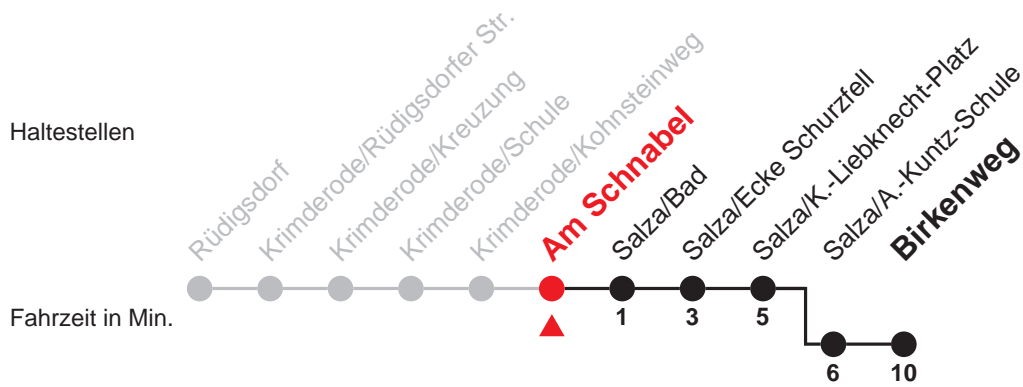 Haltestellen
Rüdigsdorf
Krimderode/Rüdigsdorfer Str.
Krimderode/Kreuzung
Krimderode/Schule
Krimderode/Kohnsteinweg
Am Schnabel
Salza/Bad
Salza/Ecke Schurzfell
Salza/K.-Liebknecht-Platz
Salza/A.-Kuntz-Schule
Birkenweg
Fahrzeit in Min.
1
3
5
6
10